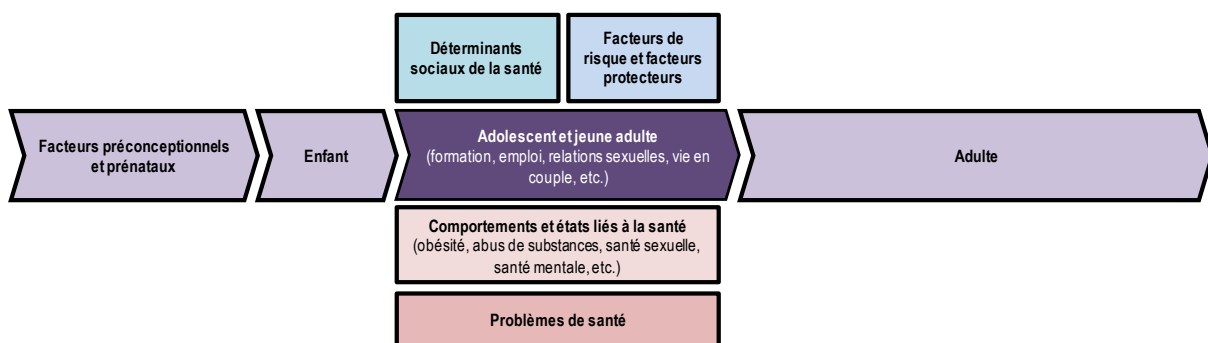 Déterminants
sociaux de la santé
Facteurs de
risque et facteurs
protecteurs
Facteurs préconceptionnels
et prénataux
Enfant
Adolescent et jeune adulte
(formation, emploi, relations sexuelles, vie en
couple, etc.)
Adulte
Comportements et états liés à la santé
(obésité, abus de substances, santé sexuelle,
santé mentale, etc.)
Problèmes de santé